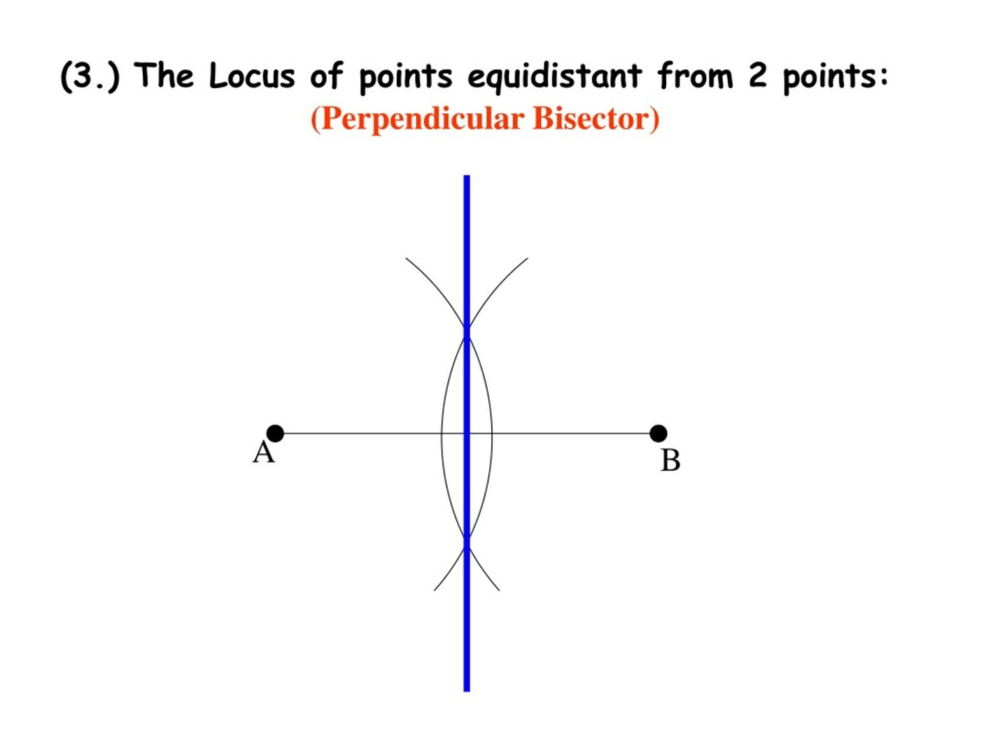 (3.) The Locus of points equidistant from 2 points:
(Perpendicular Bisector)
A
B